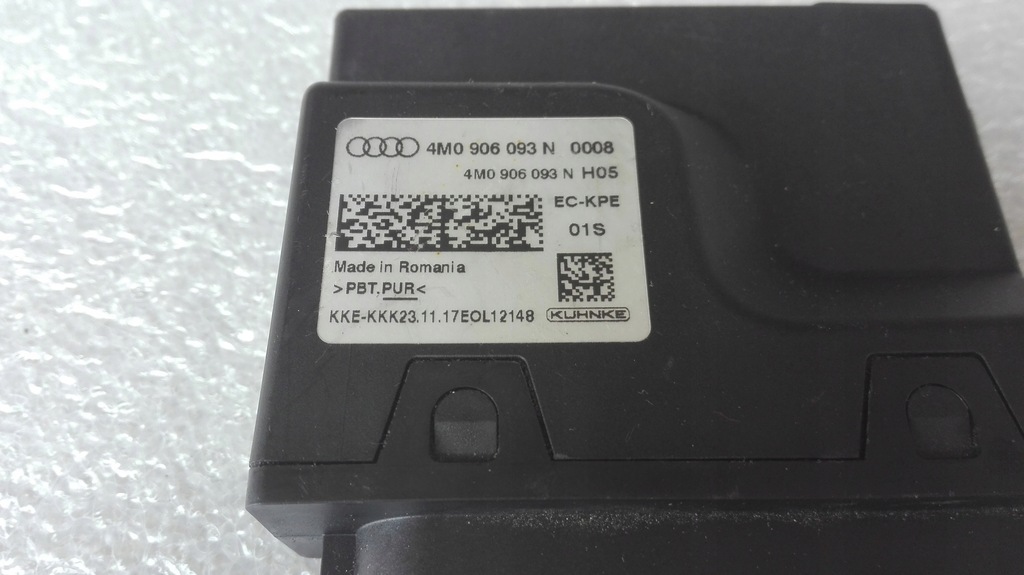 4M0 906 093 N 0008
4M0 906 093 N H05
EC-KPE
01S
Made in Romania
>PBT.PUR<
KKE-KKK23.11.17EOL12148 KUHNKE